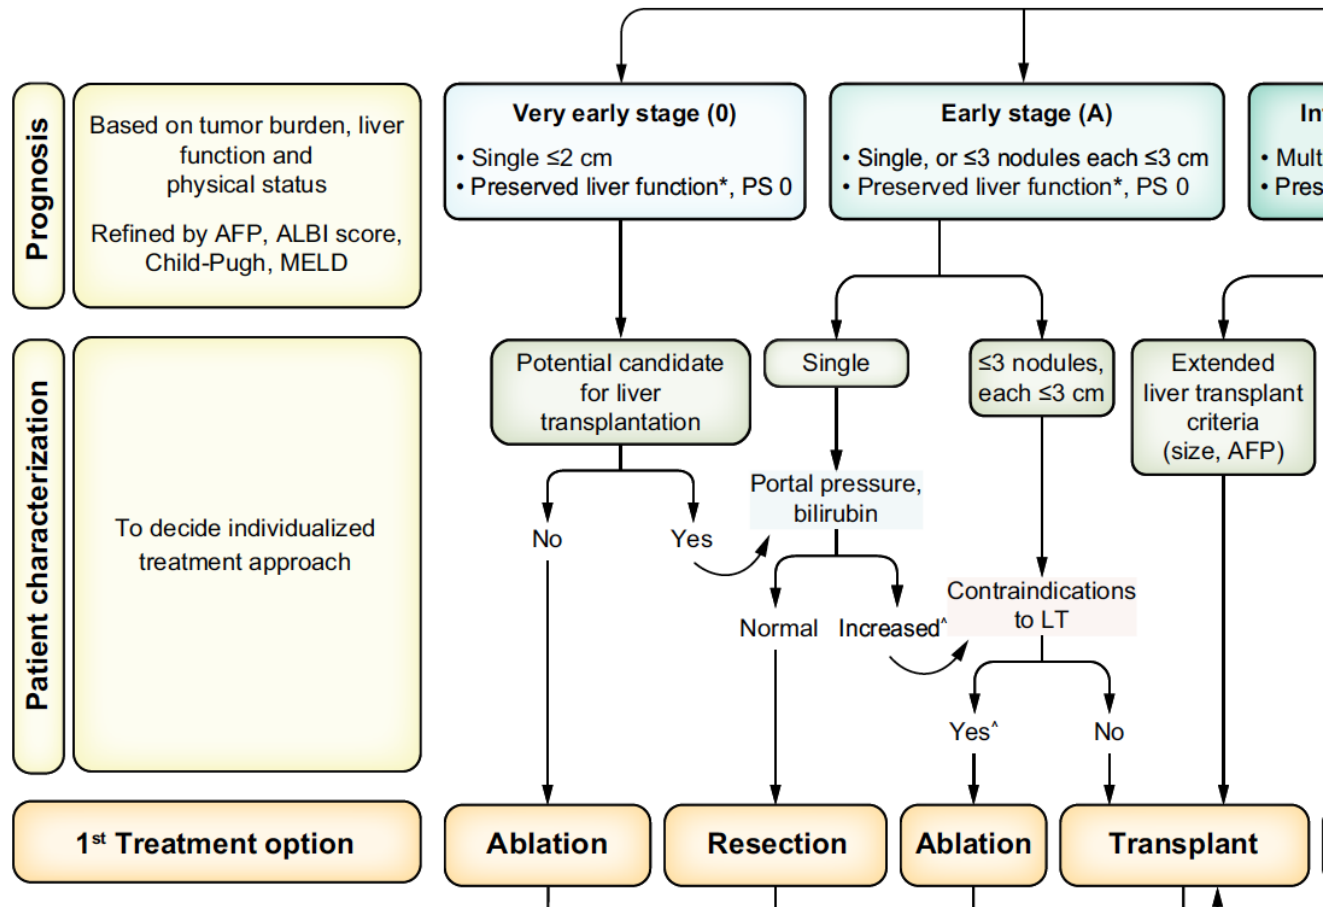 Prognosis
Based on tumor burden, liver
function and
physical status
Refined by AFP, ALBI score,
Child-Pugh, MELD
Very early stage (0)
• Single ≤2 cm
• Preserved liver function*, PS 0
Early stage (A)
• Single, or ≤3 nodules each ≤3 cm
• Preserved liver function*, PS 0
Patient characterization
To decide individualized
treatment approach
Potential candidate
for liver
transplantation
No
Yes
Single
Portal pressure,
bilirubin
Normal
Increased^
≤3 nodules,
each ≤3 cm
Contraindications
to LT
Yes^
No
Extended
liver transplant
criteria
(size, AFP)
1st Treatment option
Ablation
Resection
Ablation
Transplant